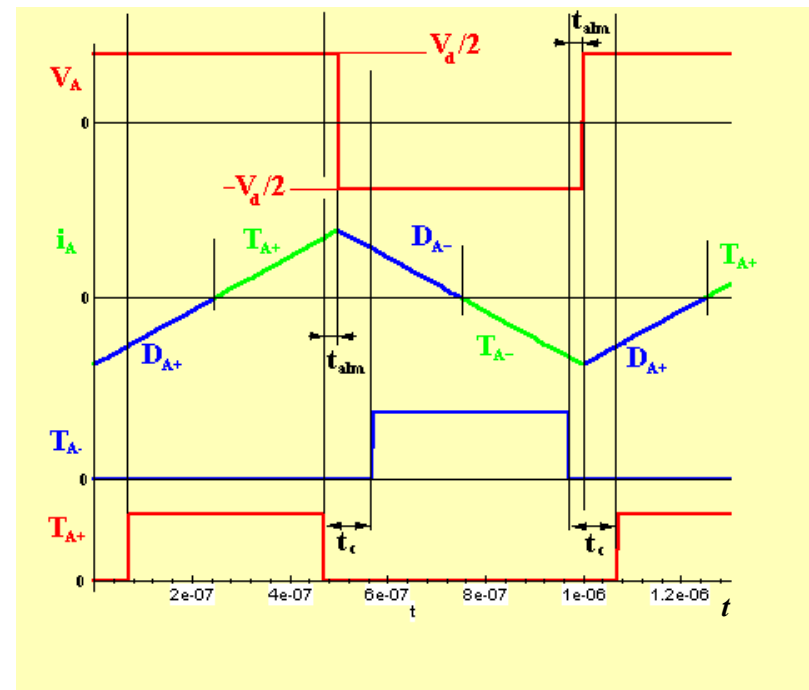 t_alm
V_d/2
V_A
0
−V_d/2
i_A
T_A+
D_A−
T_A+
0
D_A+
t_alm
T_A−
D_A+
T_A-
0
T_A+
t_c
t_c
0
2e-07 4e-07 6e-07 8e-07 1e-06 1.2e-06
t
t